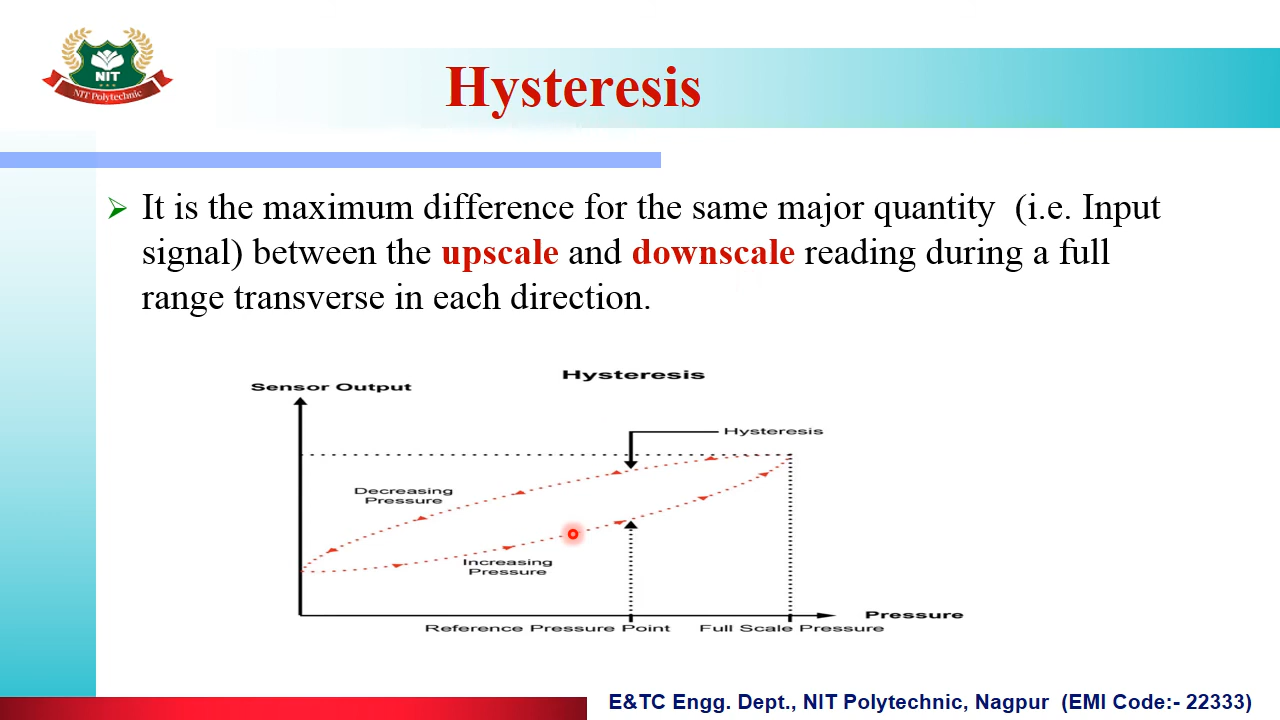 NIT
NIT Polytechnic
Hysteresis
It is the maximum difference for the same major quantity (i.e. Input
signal) between the upscale and downscale reading during a full
range transverse in each direction.
Hysteresis
Sensor Output
Hysteresis
Decreasing
Pressure
Increasing
Pressure
Pressure
Reference Pressure Point
Full Scale Pressure
E&TC Engg. Dept., NIT Polytechnic, Nagpur (EMI Code:- 22333)